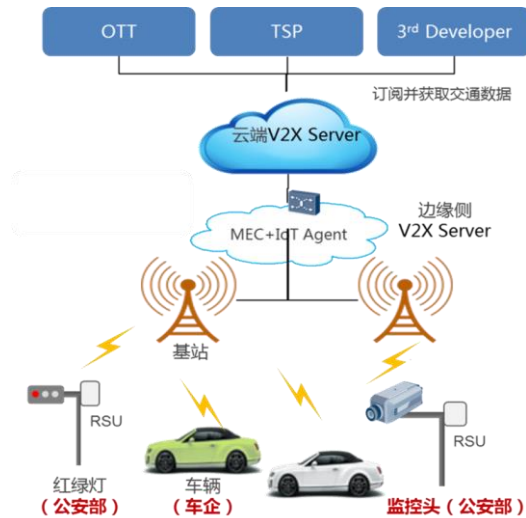 OTT
TSP
3rd Developer
订阅并获取交通数据
云端V2X Server
边缘侧
V2X Server
MEC+IoT Agent
基站
RSU
RSU
红绿灯
(公安部)
车辆
(车企)
监控头(公安部)